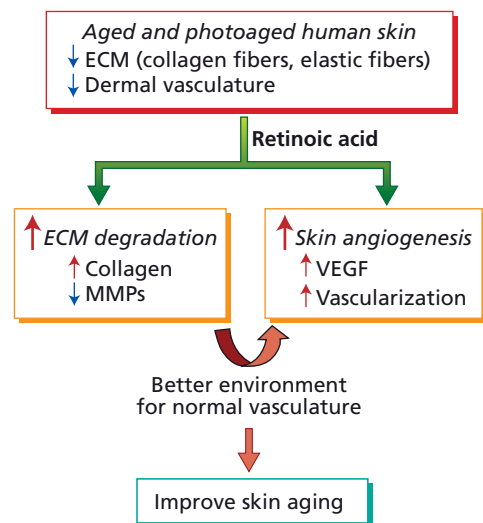 Aged and photoaged human skin
↓ ECM (collagen fibers, elastic fibers)
↓ Dermal vasculature
Retinoic acid
↑ ECM degradation
↑ Collagen
↓ MMPs
↑ Skin angiogenesis
↑ VEGF
↑ Vascularization
Better environment
for normal vasculature
Improve skin aging